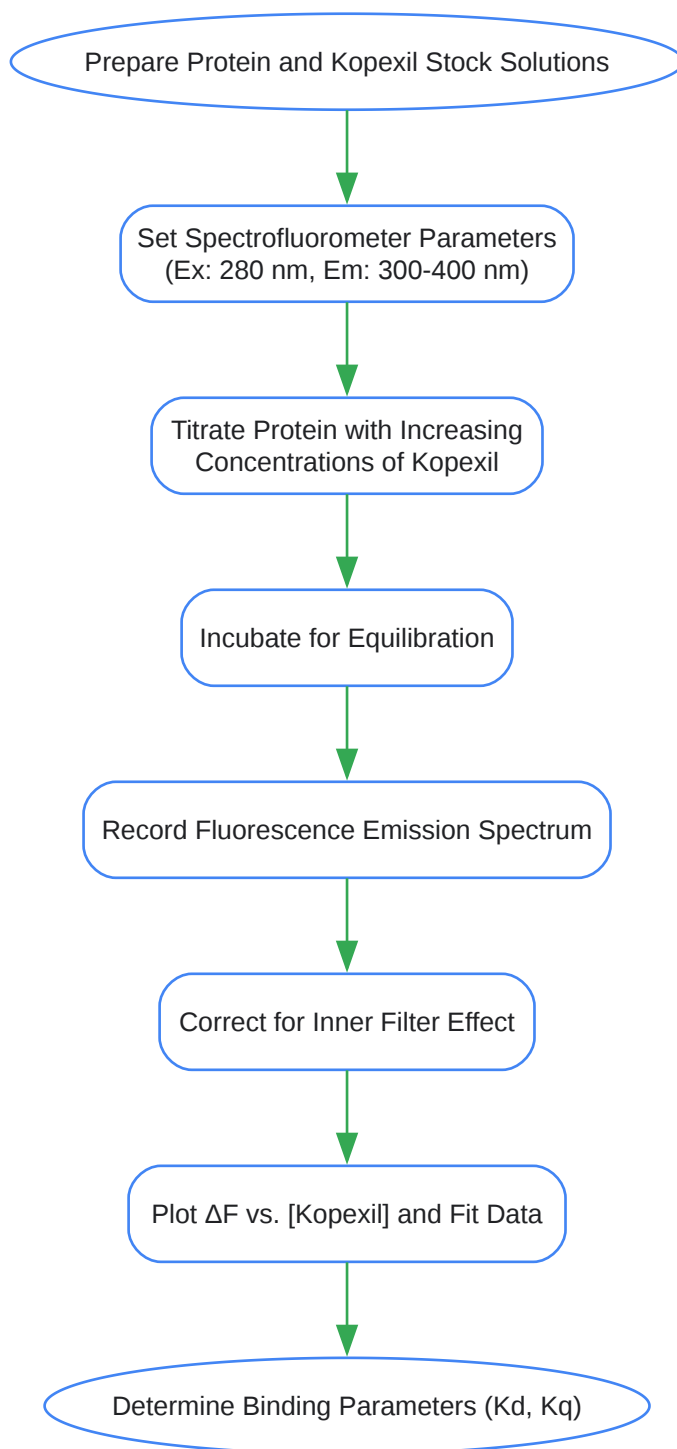 Prepare Protein and Kopexil Stock Solutions
Set Spectrofluorometer Parameters
(Ex: 280 nm, Em: 300-400 nm)
Titrate Protein with Increasing
Concentrations of Kopexil
Incubate for Equilibration
Record Fluorescence Emission Spectrum
Correct for Inner Filter Effect
Plot ΔF vs. [Kopexil] and Fit Data
Determine Binding Parameters (Kd, Kq)